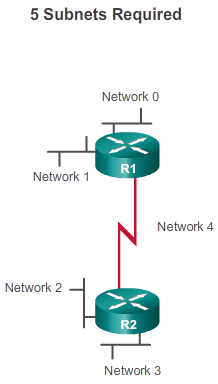 5 Subnets Required
Network 0
Network 1
R1
Network 4
Network 2
R2
Network 3